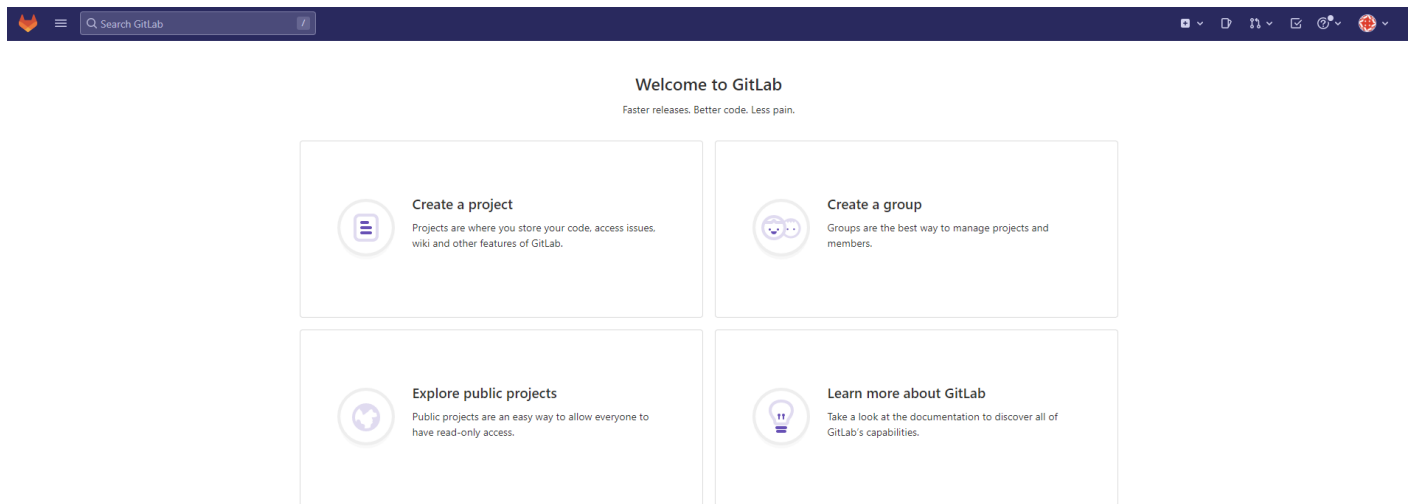 Search GitLab
/
Welcome to GitLab
Faster releases. Better code. Less pain.
Create a project
Projects are where you store your code, access issues,
wiki and other features of GitLab.
Create a group
Groups are the best way to manage projects and
members.
Explore public projects
Public projects are an easy way to allow everyone to
have read-only access.
Learn more about GitLab
Take a look at the documentation to discover all of
GitLab's capabilities.